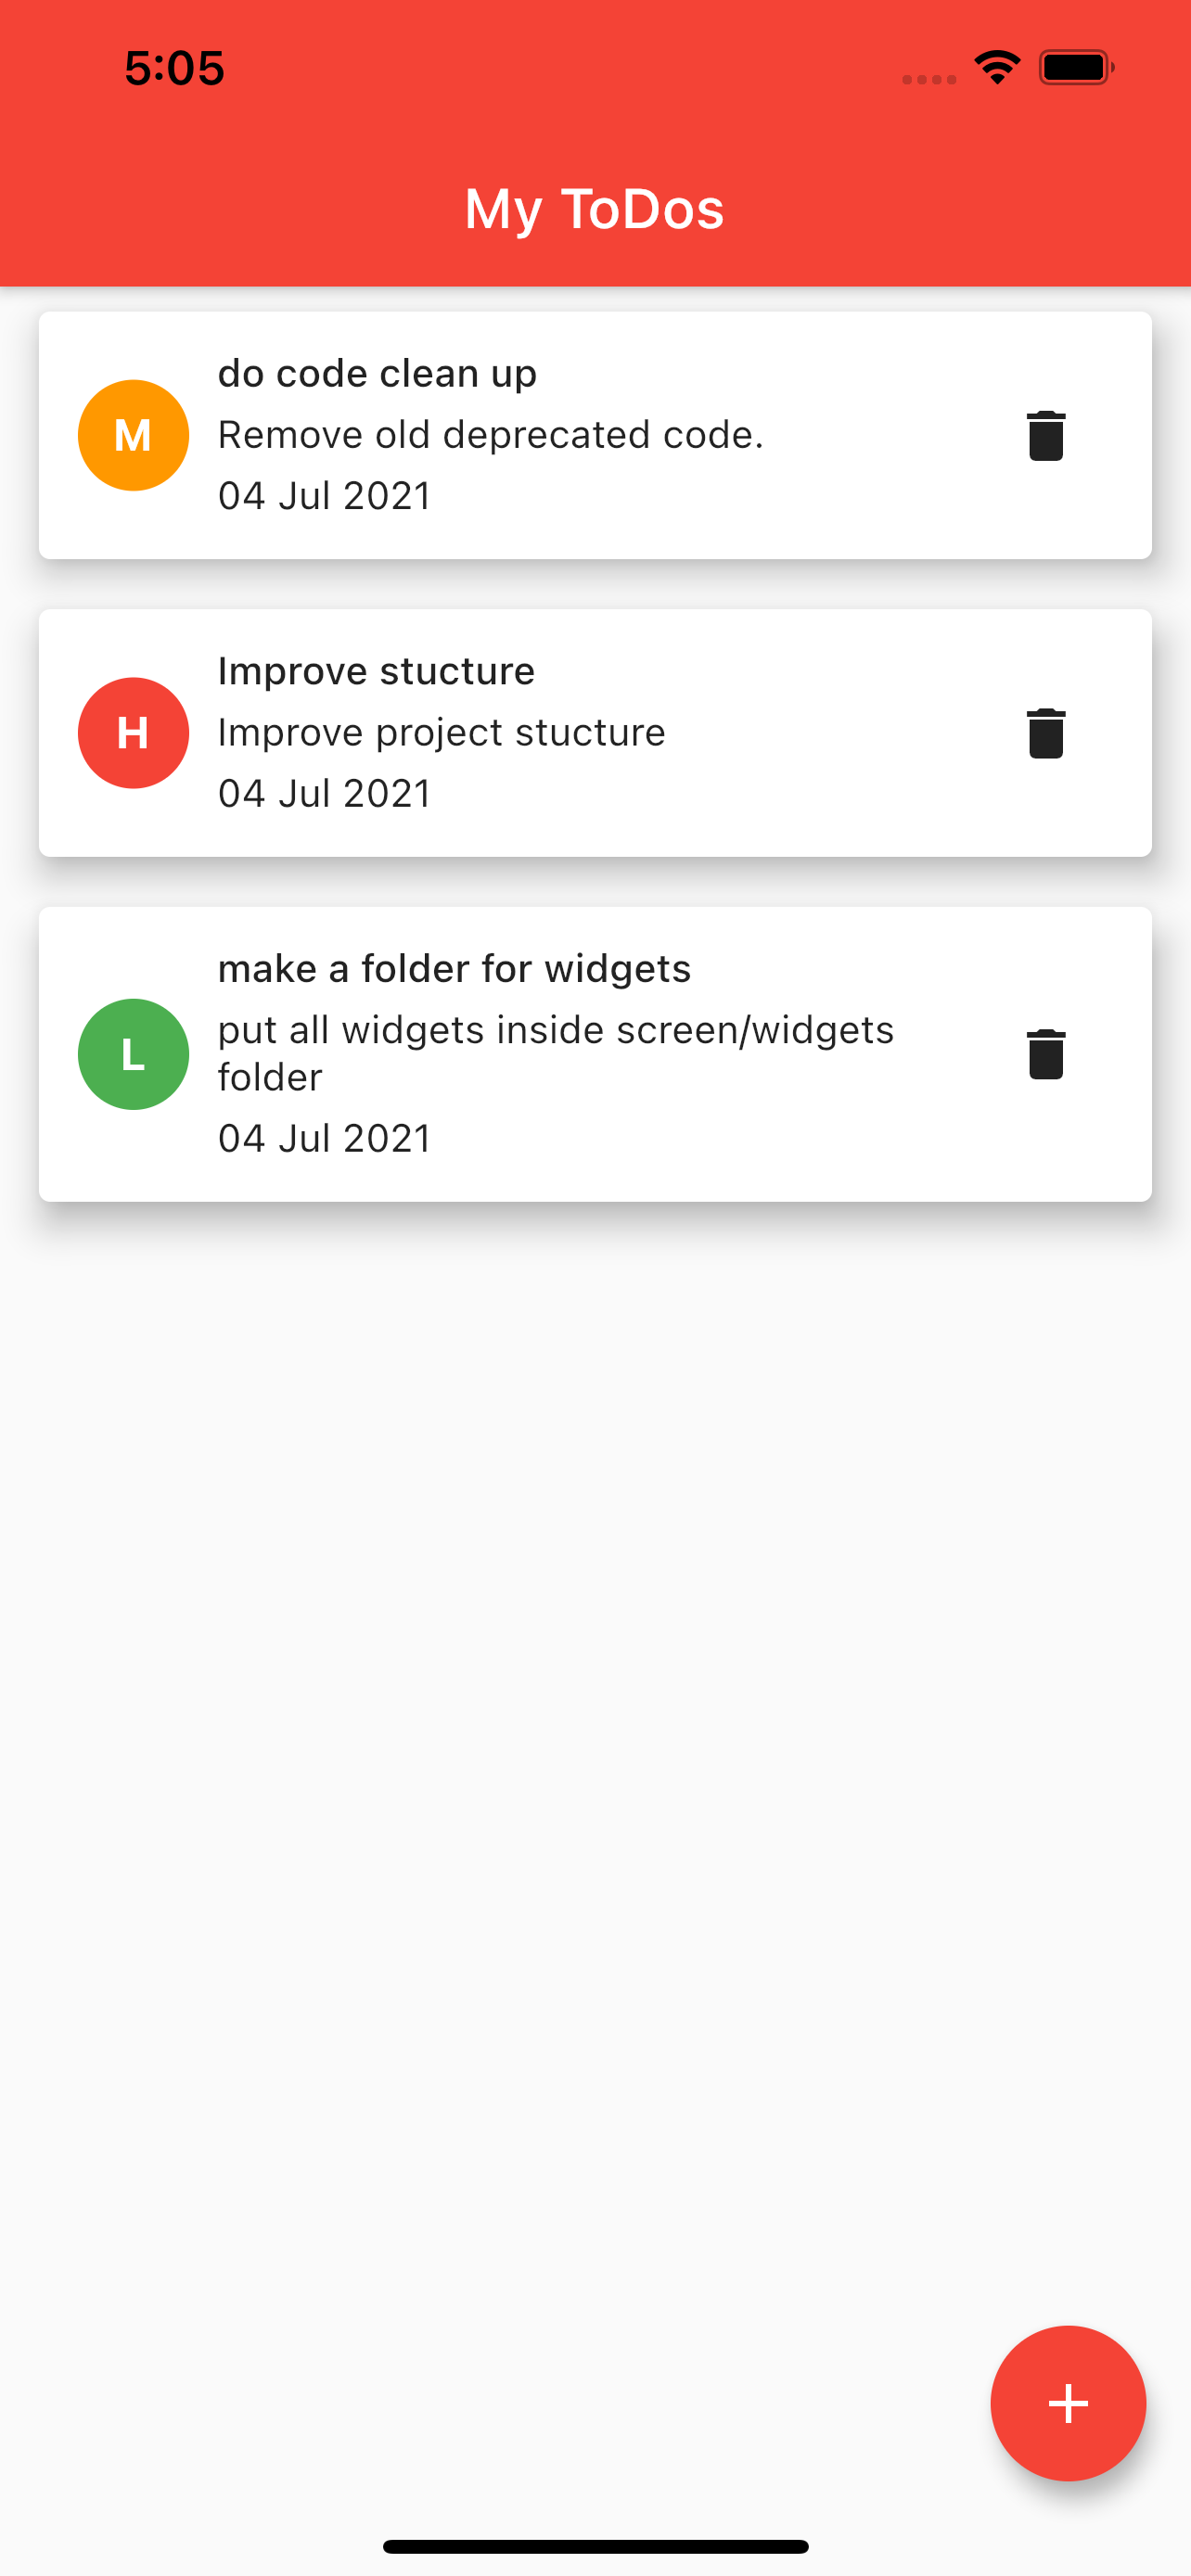 5:05
My ToDos
do code clean up
M
Remove old deprecated code.
04 Jul 2021
Improve stucture
H
Improve project stucture
04 Jul 2021
make a folder for widgets
L
put all widgets inside screen/widgets
folder
04 Jul 2021
+